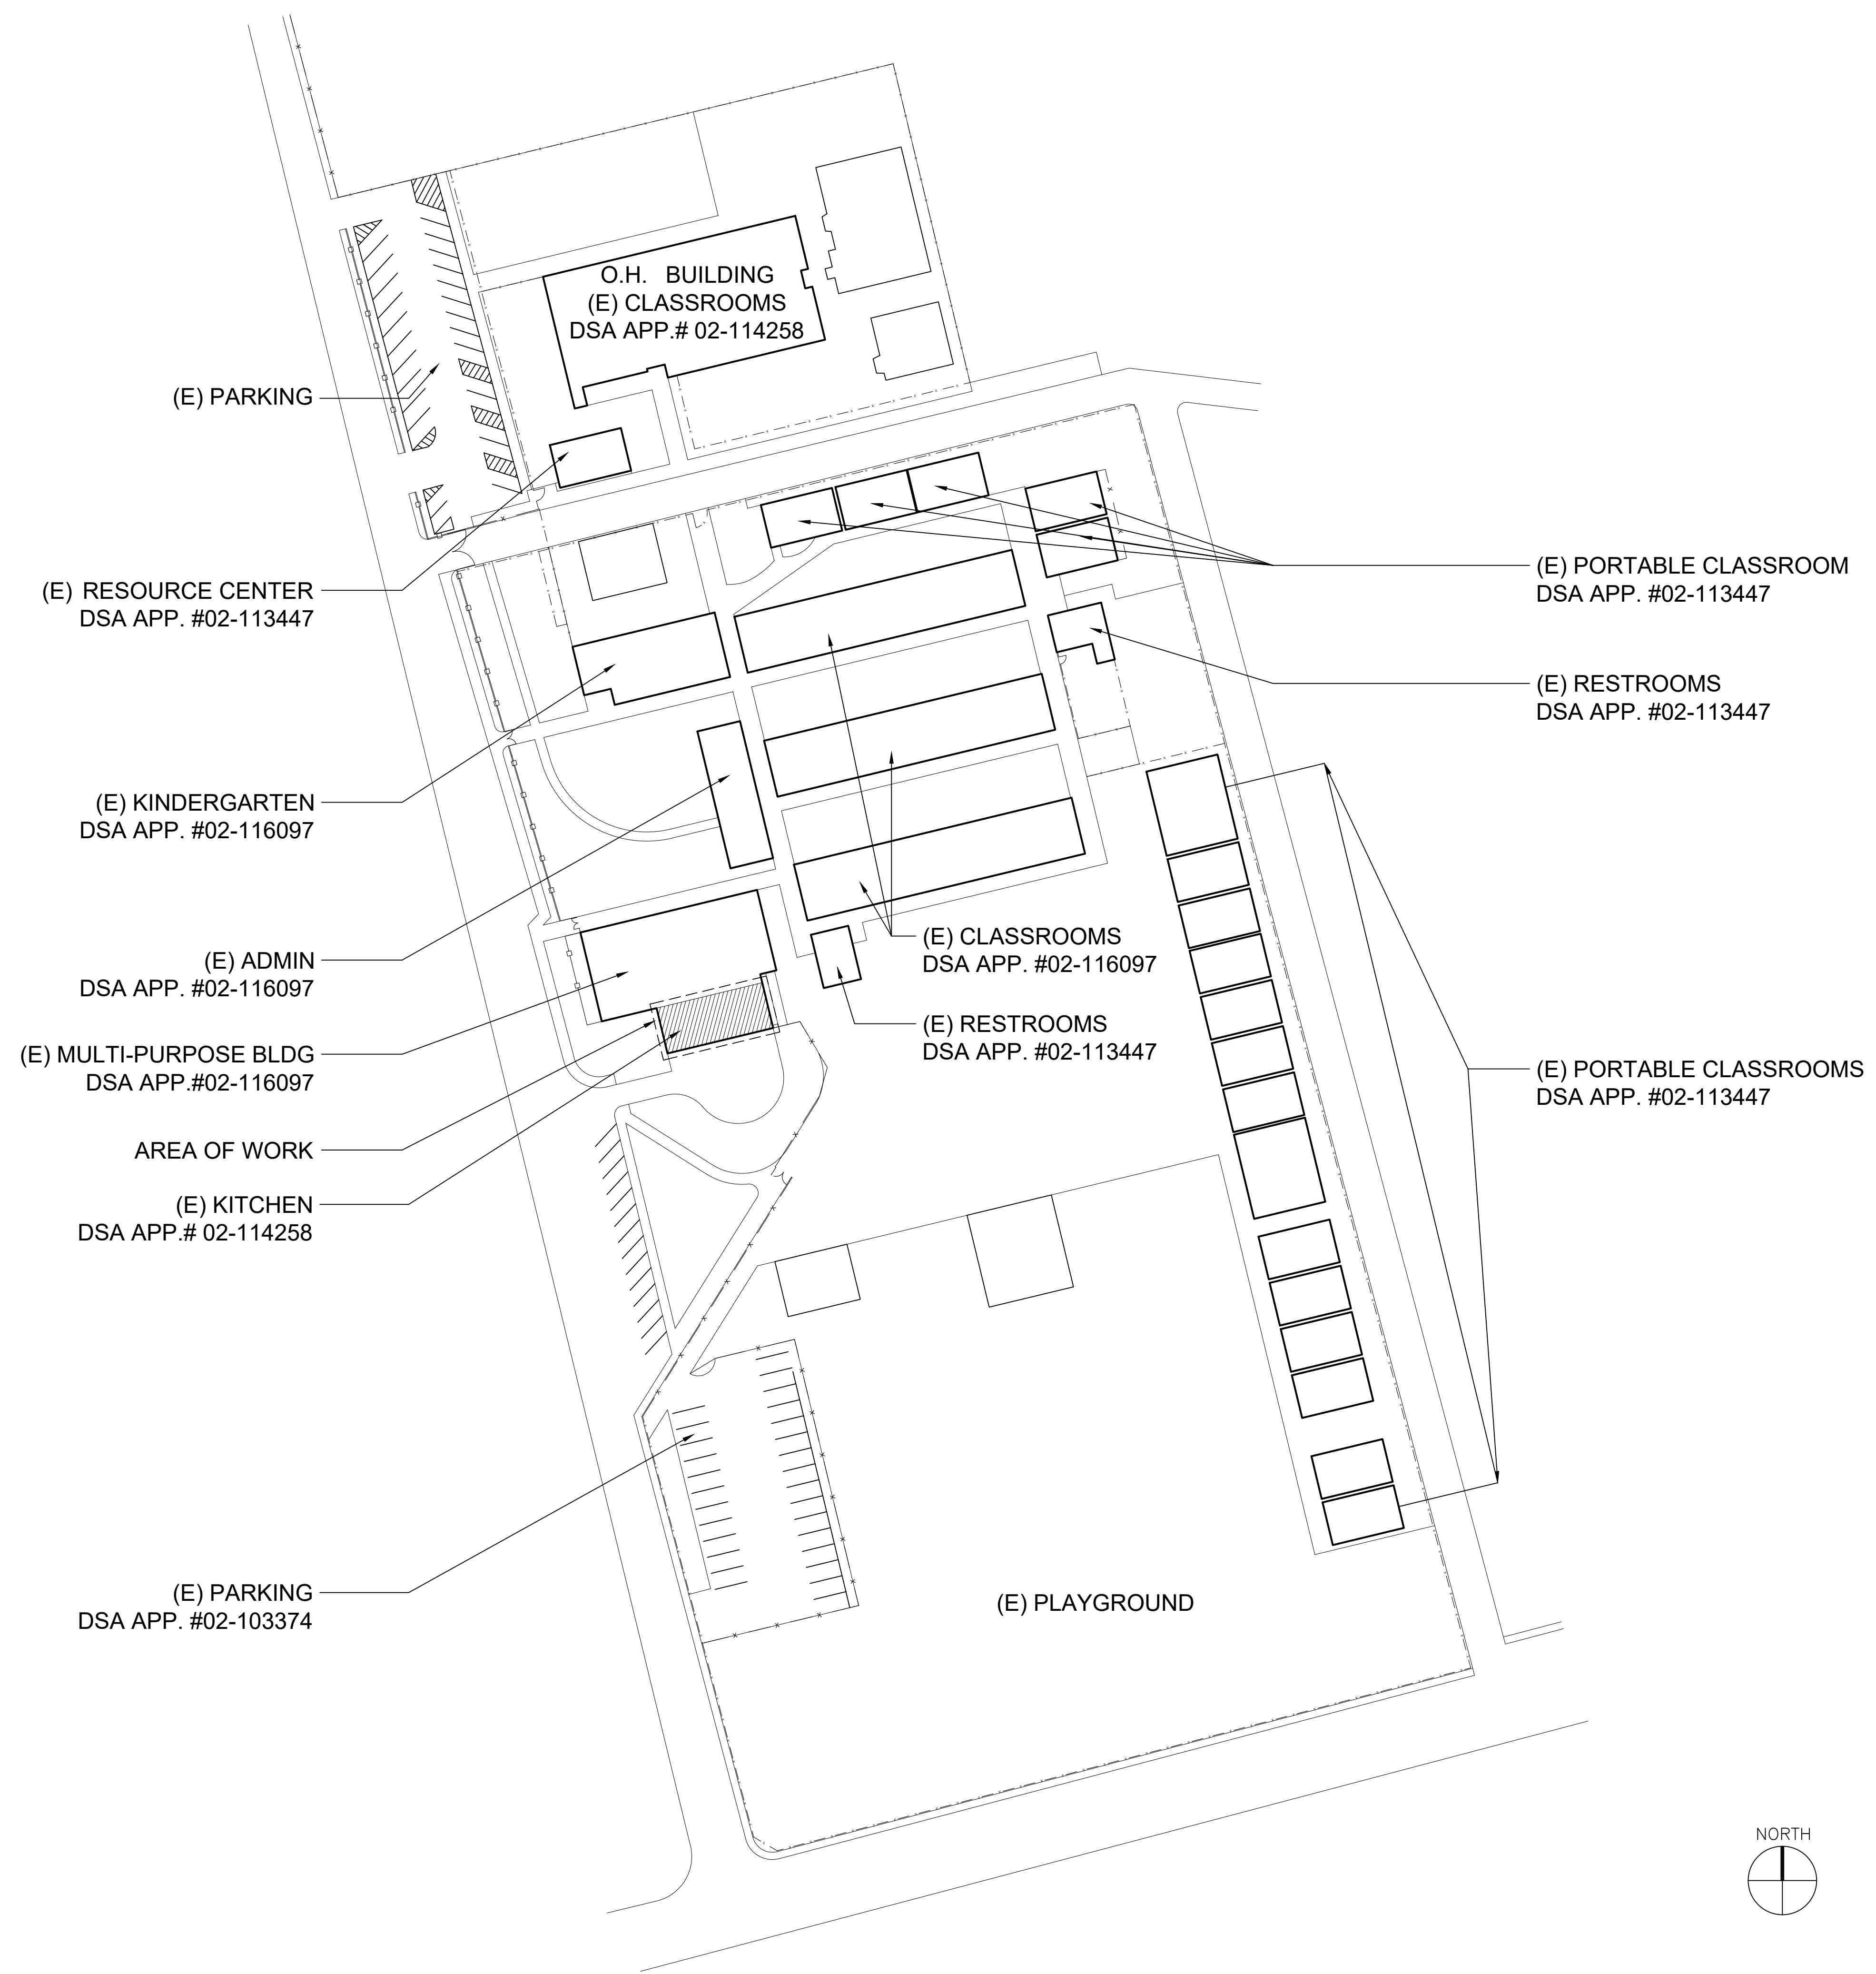 O.H. BUILDING
(E) CLASSROOMS
DSA APP.# 02-114258
(E) PARKING
(E) RESOURCE CENTER
DSA APP. #02-113447
(E) KINDERGARTEN
DSA APP. #02-116097
(E) ADMIN
DSA APP. #02-116097
(E) MULTI-PURPOSE BLDG
DSA APP.#02-116097
AREA OF WORK
(E) KITCHEN
DSA APP.# 02-114258
(E) PARKING
DSA APP. #02-103374
(E) CLASSROOMS
DSA APP. #02-116097
(E) RESTROOMS
DSA APP. #02-113447
(E) PORTABLE CLASSROOM
DSA APP. #02-113447
(E) RESTROOMS
DSA APP. #02-113447
(E) PORTABLE CLASSROOMS
DSA APP. #02-113447
(E) PLAYGROUND
NORTH